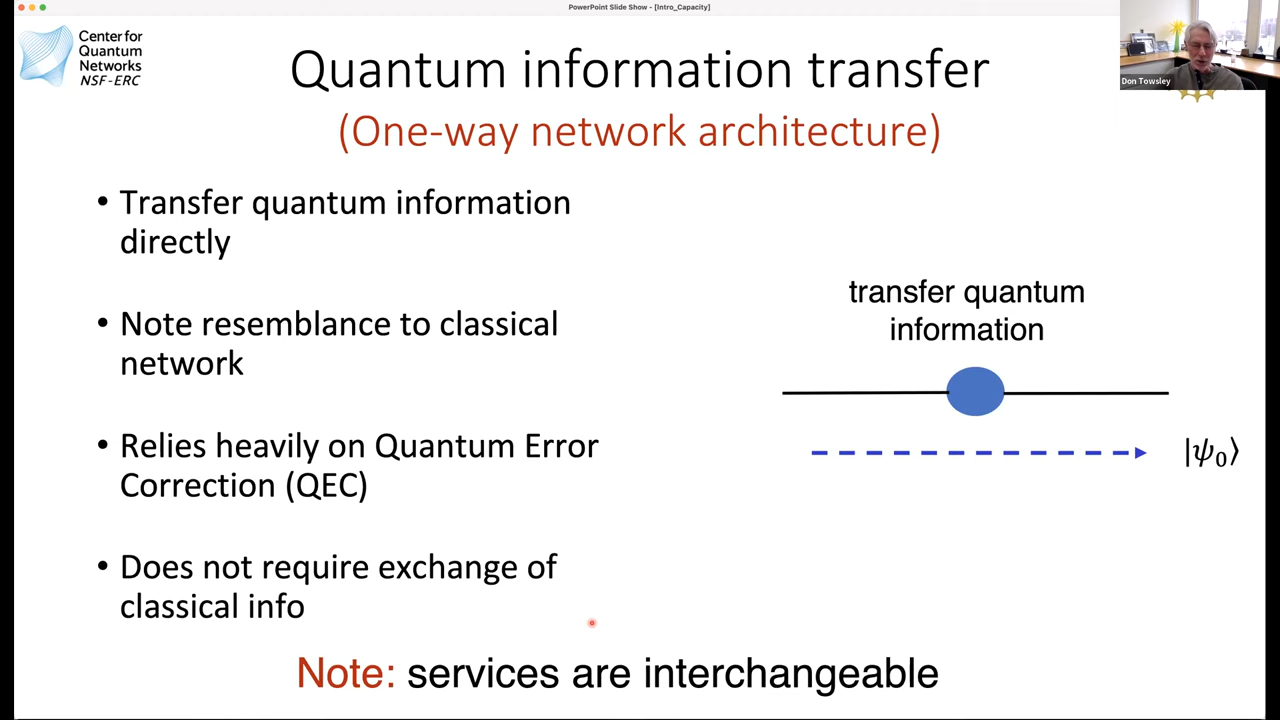 PowerPoint Slide Show - [Intro_Capacity]
Center for
Quantum
Networks
NSF-ERC
Don Towsley
Quantum information transfer
(One-way network architecture)
• Transfer quantum information
directly
• Note resemblance to classical
network
• Relies heavily on Quantum Error
Correction (QEC)
• Does not require exchange of
classical info
transfer quantum
information
|ψ₀⟩
Note: services are interchangeable